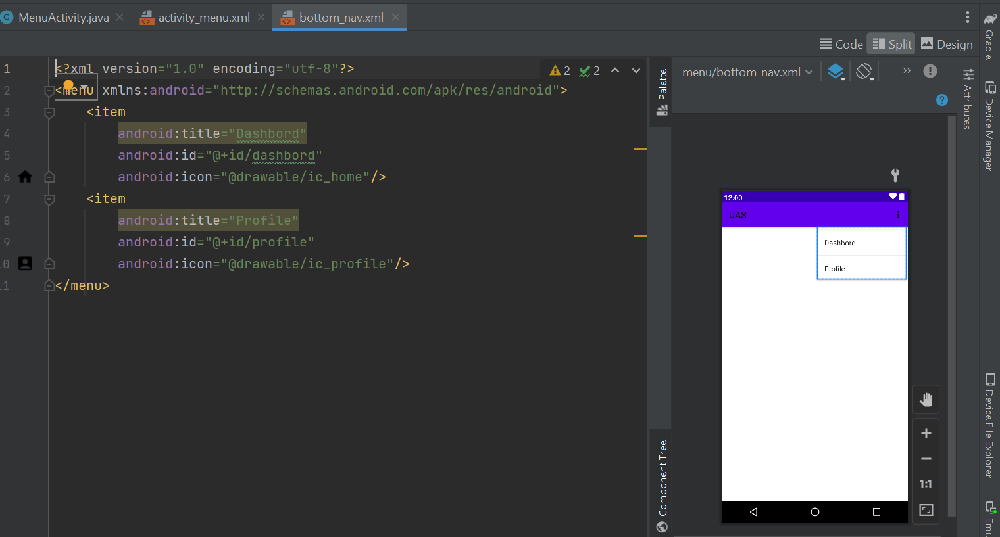 MenuActivity.java
activity_menu.xml
bottom_nav.xml
Code
Split
Design
1 <?xml version="1.0" encoding="utf-8"?>
2 <menu xmlns:android="http://schemas.android.com/apk/res/android">
3 <item
4 android:title="Dashbord"
5 android:id="@+id/dashbord"
6 android:icon="@drawable/ic_home"/>
7 <item
8 android:title="Profile"
9 android:id="@+id/profile"
10 android:icon="@drawable/ic_profile"/>
11 </menu>
2 2
Palette
Component Tree
menu/bottom_nav.xml
12:00
UAS
Dashbord
Profile
1:1
Attributes
Gradle
Device Manager
Device File Explorer
Emu